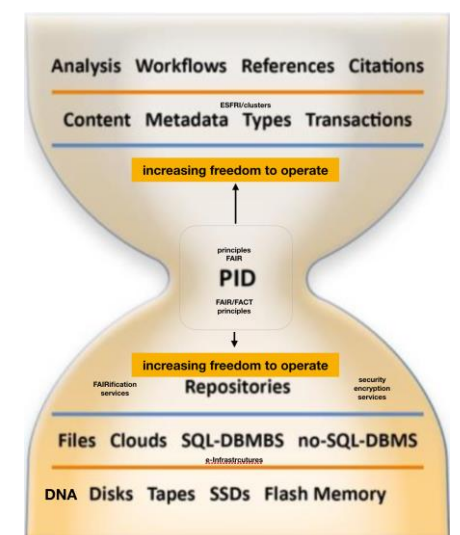 Analysis Workflows References Citations
ESFRI/clusters
Content Metadata Types Transactions
increasing freedom to operate
principles
FAIR
PID
FAIR/FACT
principles
increasing freedom to operate
FAIRification
services
Repositories
security
encryption
services
Files Clouds SQL-DBMBS no-SQL-DBMS
e-Infrastrcutures
DNA Disks Tapes SSDs Flash Memory